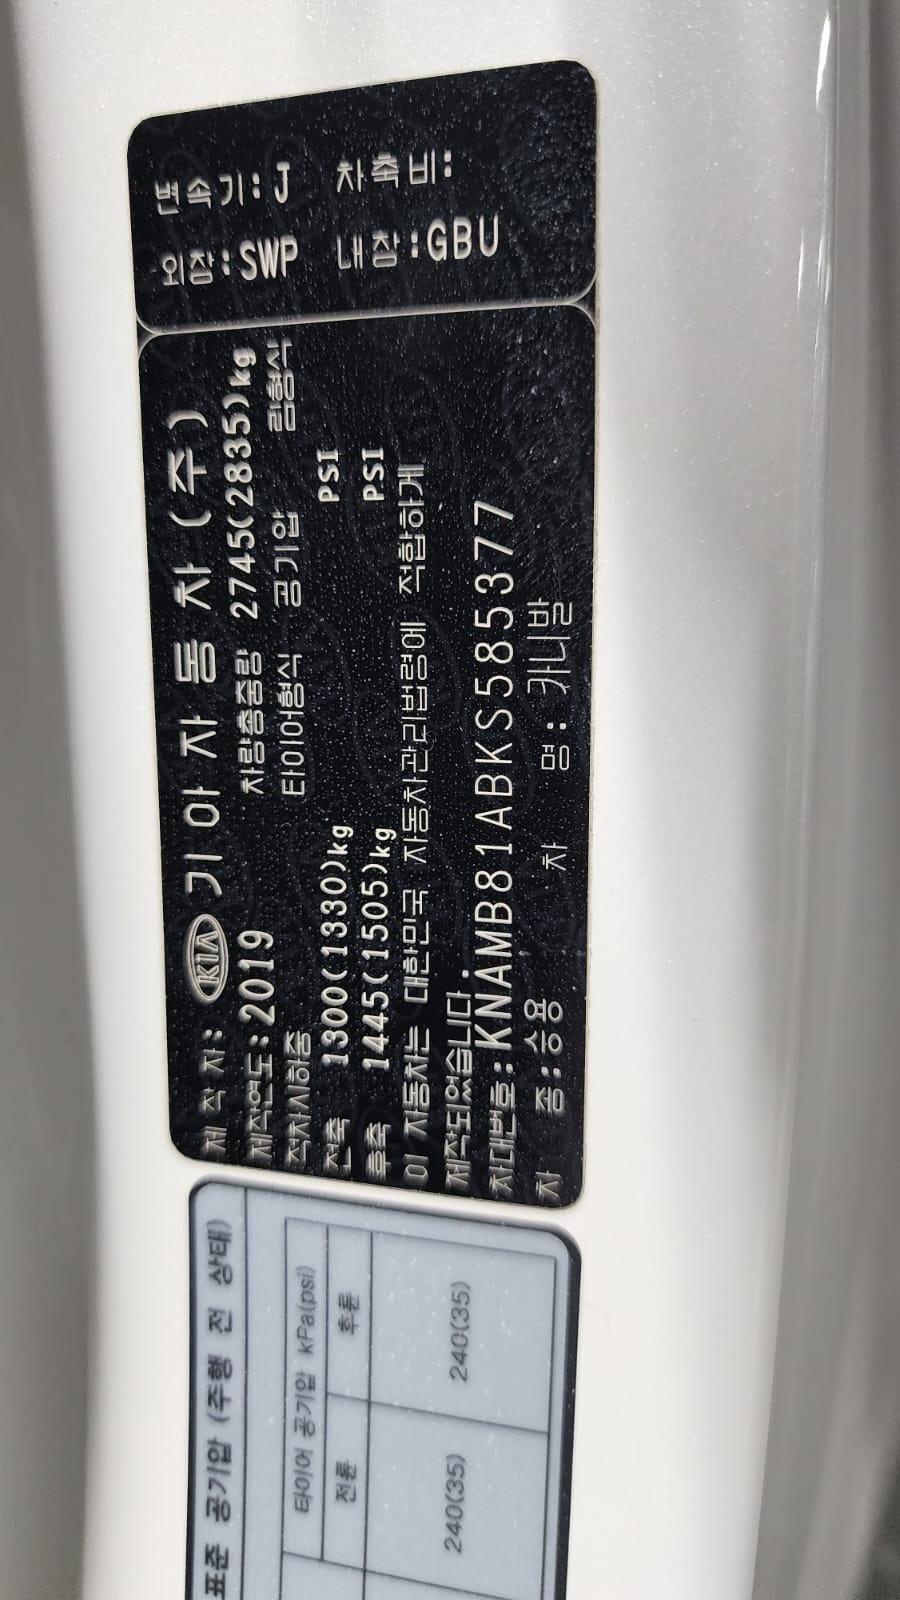 제 작 자: KIA 기아자동차(주)
제작연도:2019 차량총중량 2745(2835)kg
적차시하중 타이어형식 공기압 림형식
전축 1300(1330)kg PSI
후축 1445(1505)kg PSI
이 자동차는 대한민국 자동차관리법령에 적합하게
제작되었습니다.
차대번호:KNAMB81ABKS585377
차 종:승용 차 명:카니발
변속기:J 차축비:
외장:SWP 내장:GBU
표준 공기압 (주행 전 상태)
타이어 공기압 kPa(psi)
전륜 후륜
240(35) 240(35)